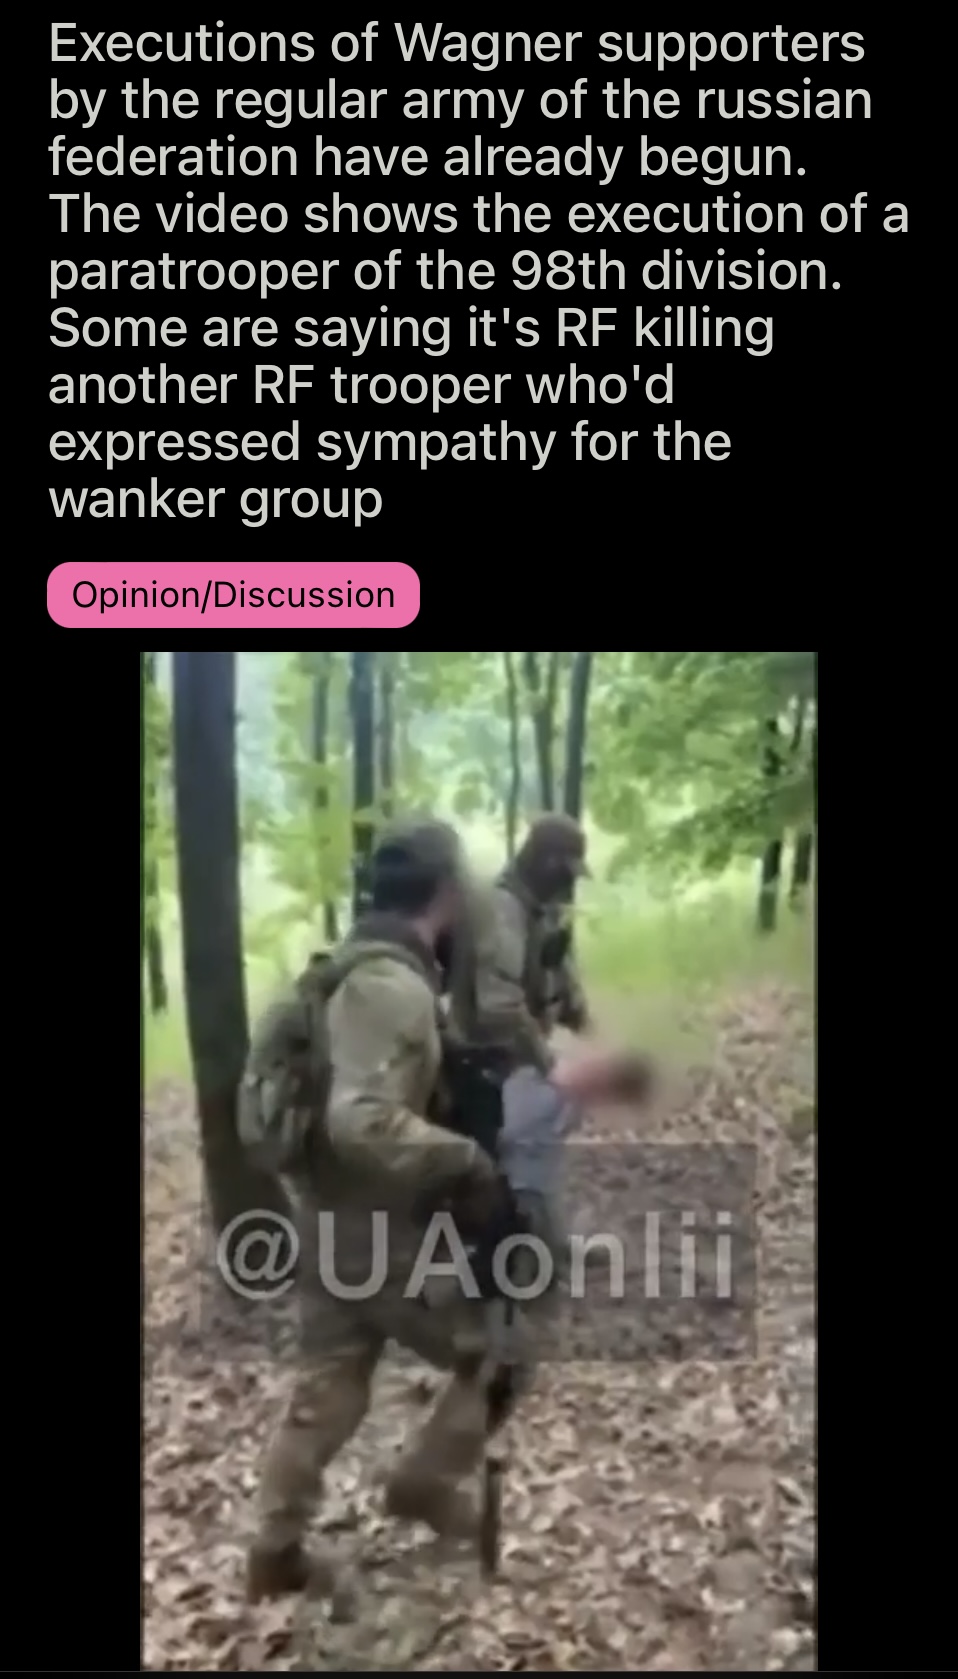 Executions of Wagner supporters
by the regular army of the russian
federation have already begun.
The video shows the execution of a
paratrooper of the 98th division.
Some are saying it's RF killing
another RF trooper who'd
expressed sympathy for the
wanker group
Opinion/Discussion
@UAonlii